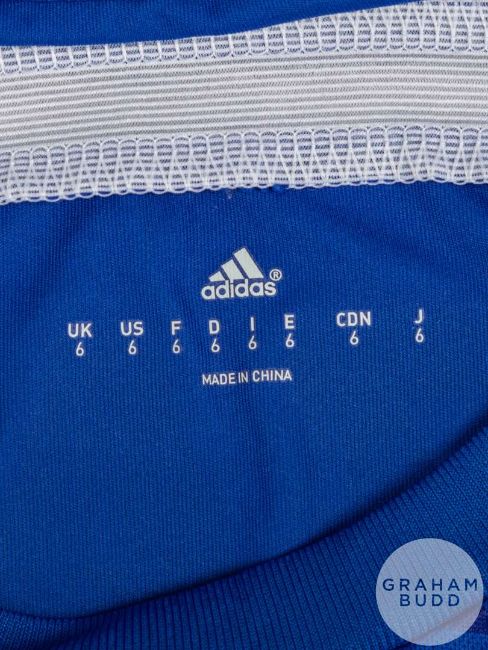 adidas®
UK US F D I E CDN J
6 6 6 6 6 6 6 6
MADE IN CHINA
GRAHAM
BUDD